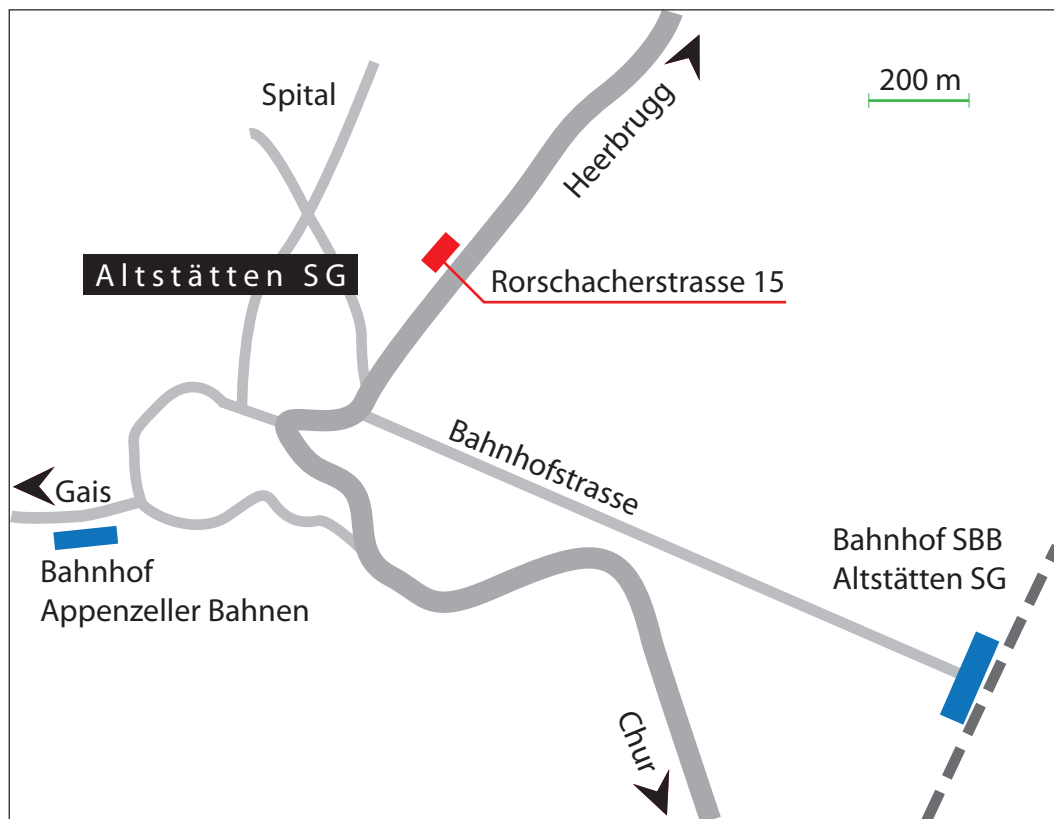 Spital
200 m
Heerbrugg
Altstätten SG
Rorschacherstrasse 15
Bahnhofstrasse
Gais
Bahnhof
Appenzeller Bahnen
Bahnhof SBB
Altstätten SG
Chur